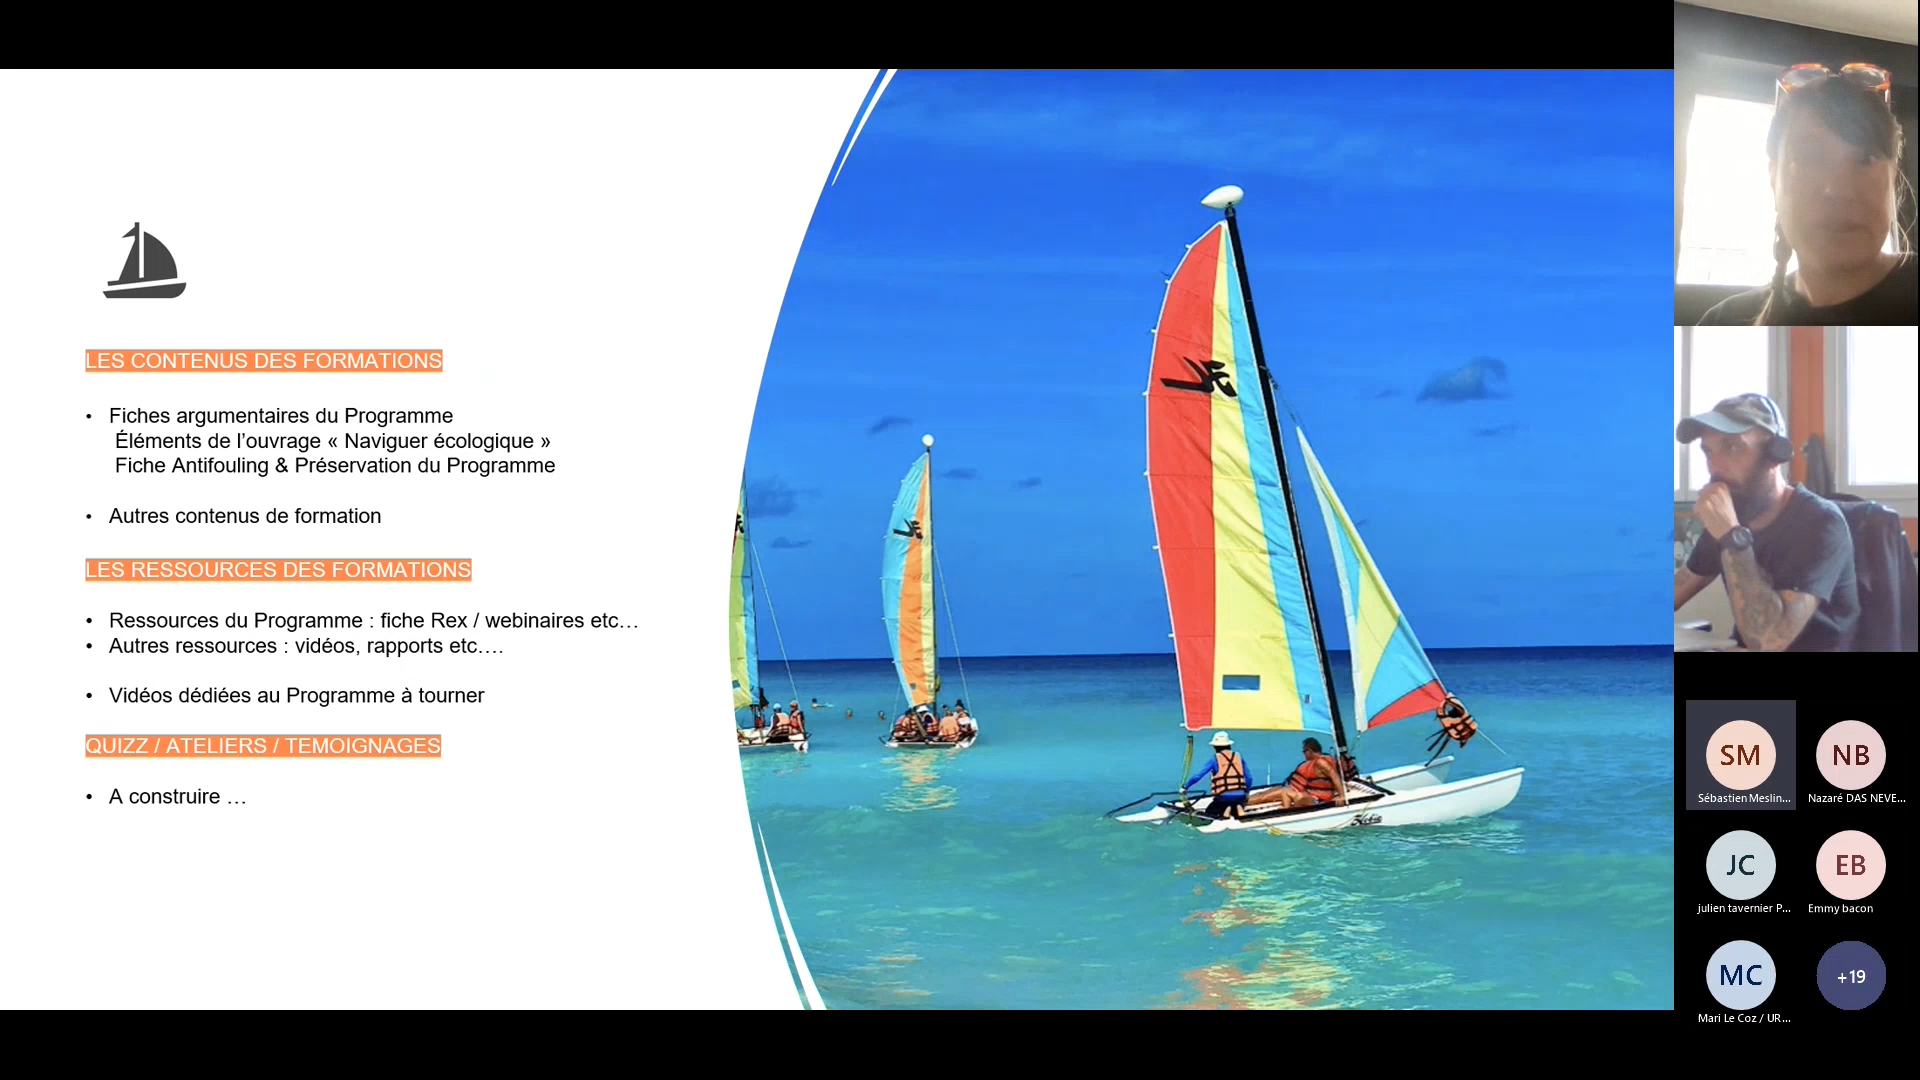 LES CONTENUS DES FORMATIONS
• Fiches argumentaires du Programme
Éléments de l’ouvrage « Naviguer écologique »
Fiche Antifouling & Préservation du Programme
• Autres contenus de formation
LES RESSOURCES DES FORMATIONS
• Ressources du Programme : fiche Rex / webinaires etc…
• Autres ressources : vidéos, rapports etc….
• Vidéos dédiées au Programme à tourner
QUIZZ / ATELIERS / TEMOIGNAGES
• A construire …
Hobie
SM
Sébastien Meslin...
NB
Nazaré DAS NEVE...
JC
julien tavernier P...
EB
Emmy bacon
MC
Mari Le Coz / UR...
+19